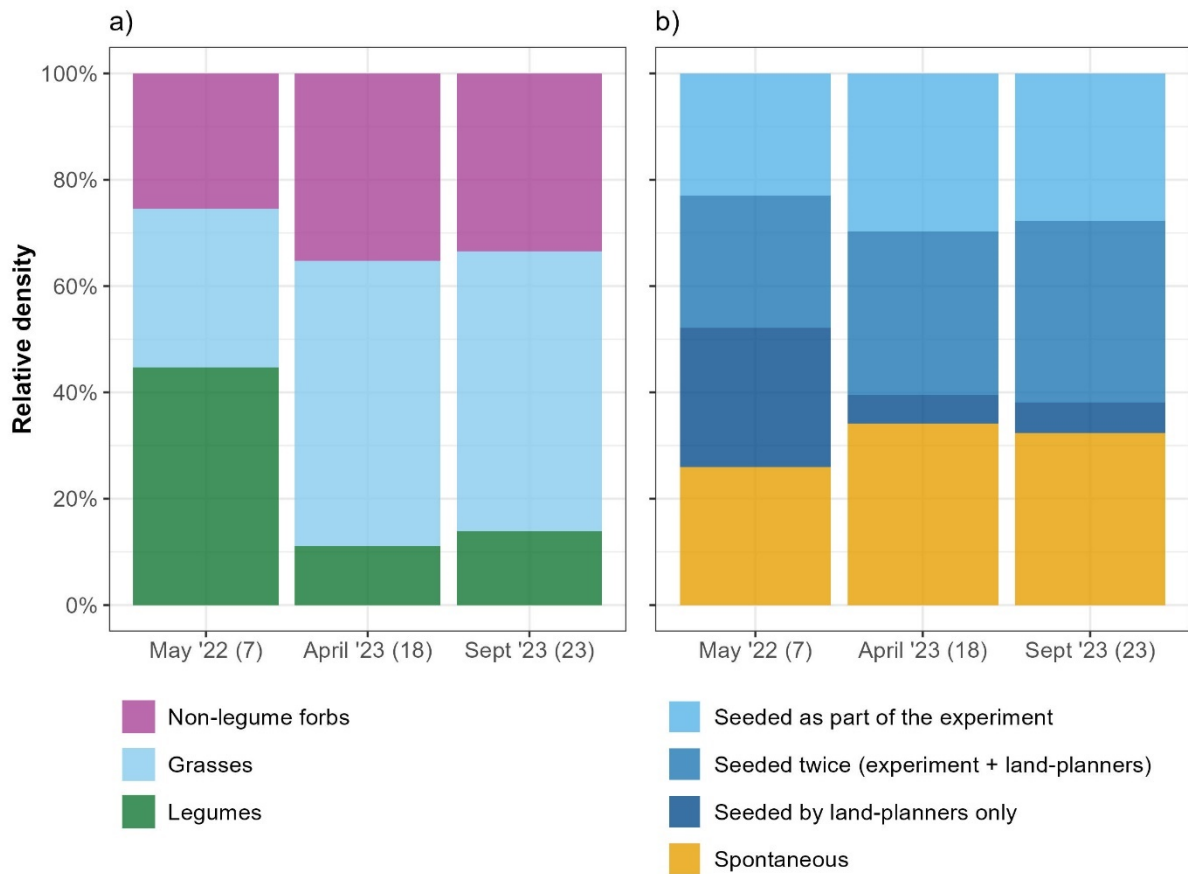 a)
Relative density
100%
80%
60%
40%
20%
0%
May '22 (7) April '23 (18) Sept '23 (23)
Non-legume forbs
Grasses
Legumes
b)
May '22 (7) April '23 (18) Sept '23 (23)
Seeded as part of the experiment
Seeded twice (experiment + land-planners)
Seeded by land-planners only
Spontaneous